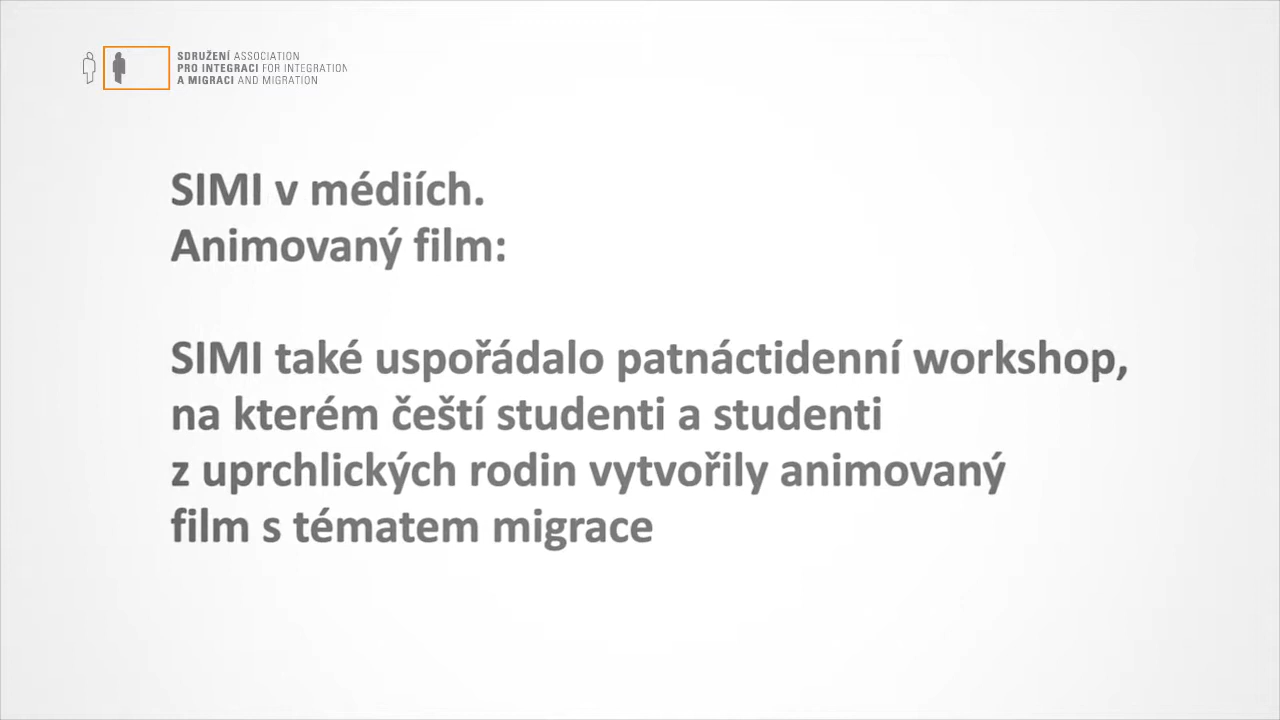 SDRUŽENÍ ASSOCIATION
PRO INTEGRACI FOR INTEGRATION
A MIGRACI AND MIGRATION
SIMI v médiích.
Animovaný film:
SIMI také uspořádalo patnáctidenní workshop,
na kterém čeští studenti a studenti
z uprchlických rodin vytvořily animovaný
film s tématem migrace